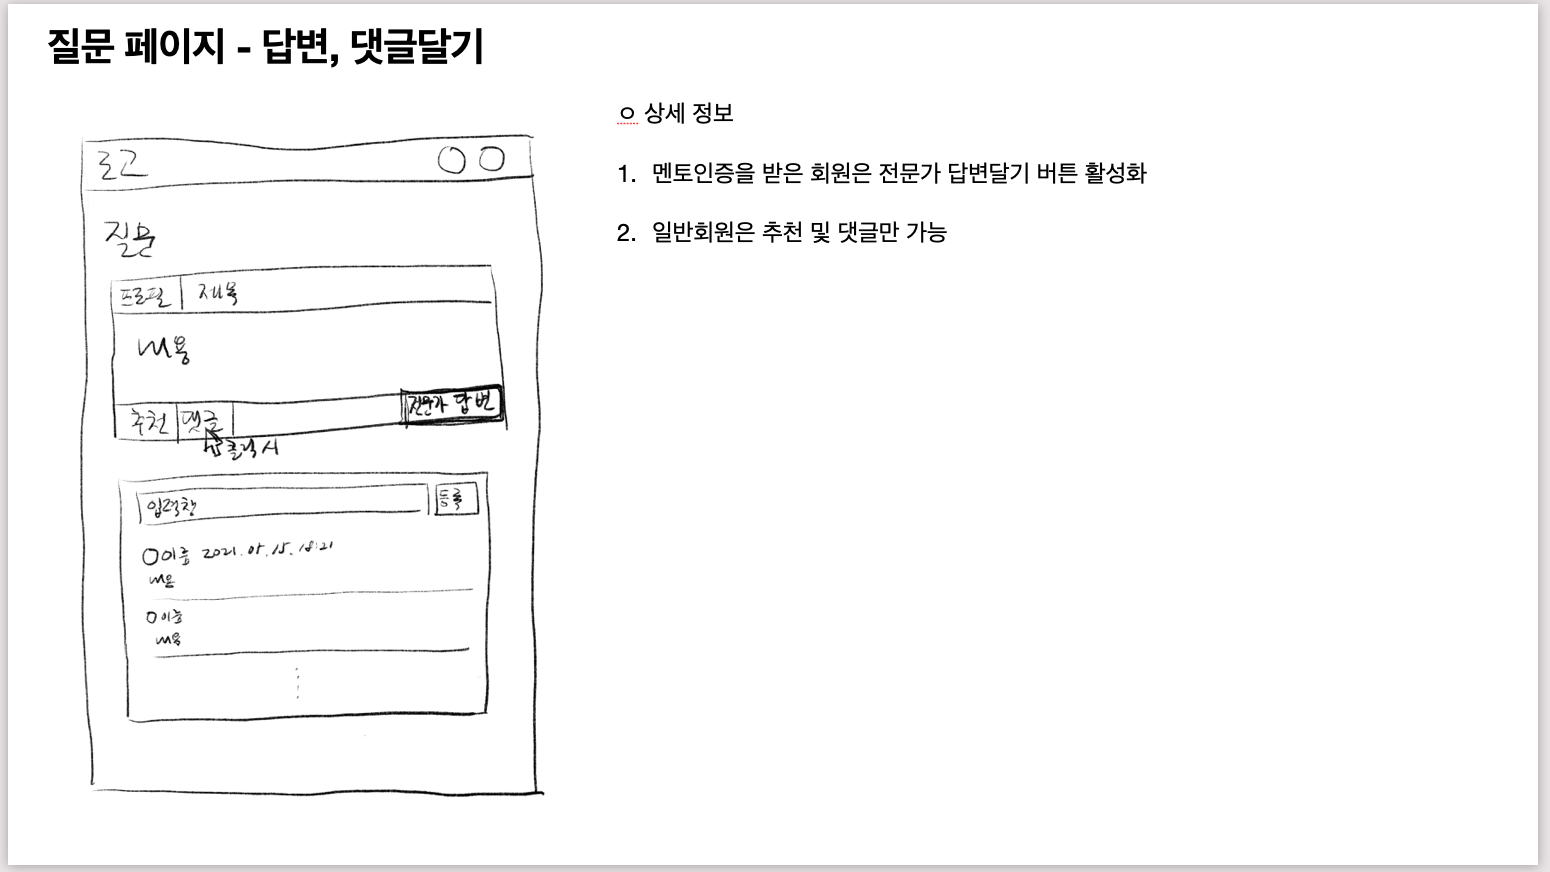 질문 페이지 - 답변, 댓글달기
ㅇ 상세 정보
1. 멘토인증을 받은 회원은 전문가 답변달기 버튼 활성화
2. 일반회원은 추천 및 댓글만 가능
로고
질문
프로필 제목
내용
추천 댓글 전문가 답변
클릭 시
입력창 등록
이름 2021.05.15. 18:21
내용
이름
내용